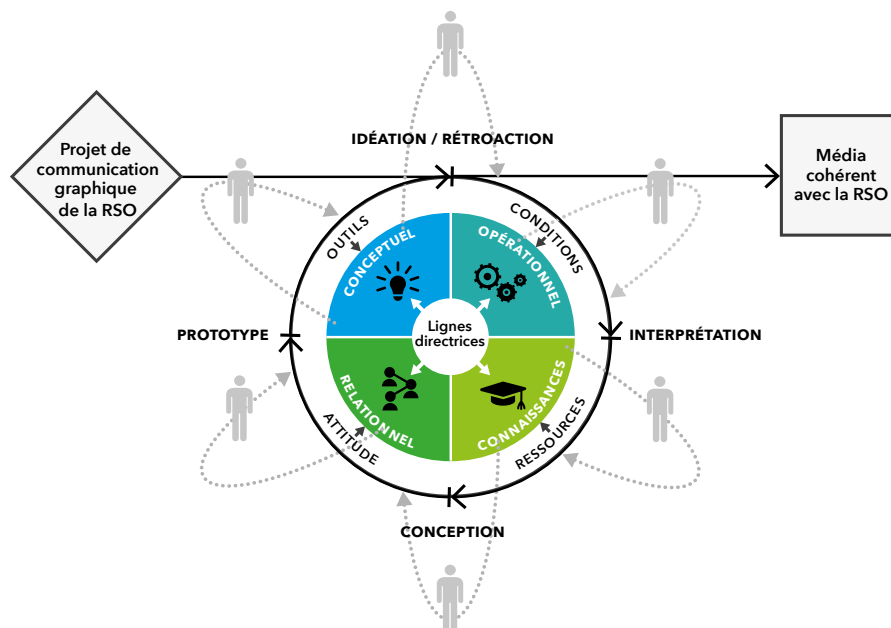 IDÉATION / RÉTROACTION
Projet de
communication
graphique
de la RSO
Média
cohérent
avec la RSO
OUTILS
CONDITIONS
CONCEPTUEL
OPÉRATIONNEL
PROTOTYPE
Lignes
directrices
INTERPRÉTATION
RELATIONNEL
CONNAISSANCES
ATTITUDE
RESSOURCES
CONCEPTION